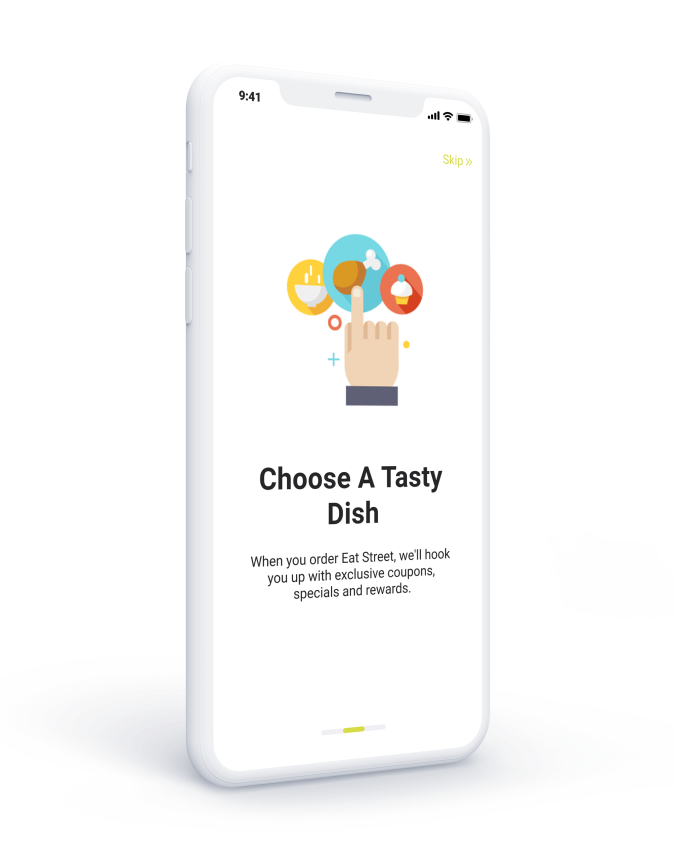 9:41
Skip »
Choose A Tasty
Dish
When you order Eat Street, we'll hook
you up with exclusive coupons,
specials and rewards.